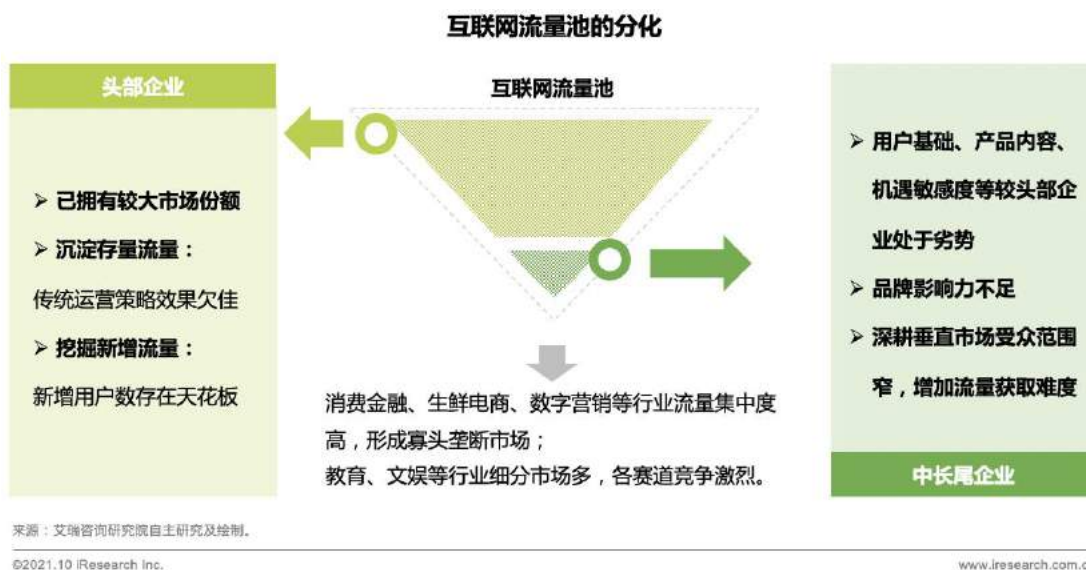 互联网流量池的分化
头部企业
➢ 已拥有较大市场份额
➢ 沉淀存量流量：
传统运营策略效果欠佳
➢ 挖掘新增流量：
新增用户数存在天花板
互联网流量池
消费金融、生鲜电商、数字营销等行业流量集中度
高，形成寡头垄断市场；
教育、文娱等行业细分市场多，各赛道竞争激烈。
➢ 用户基础、产品内容、
机遇敏感度等较头部企
业处于劣势
➢ 品牌影响力不足
➢ 深耕垂直市场受众范围
窄，增加流量获取难度
中长尾企业
来源：艾瑞咨询研究院自主研究及绘制。
©2021.10 iResearch Inc.
www.iresearch.com.c